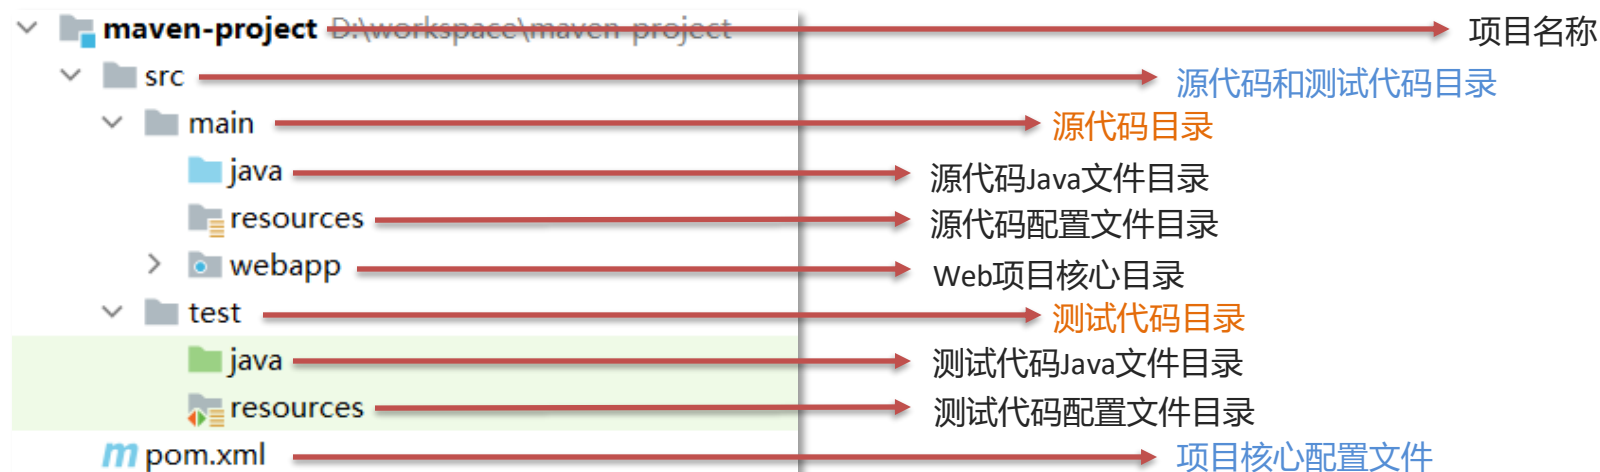 maven-project D:\workspace\maven-project 项目名称
src 源代码和测试代码目录
main 源代码目录
java 源代码Java文件目录
resources 源代码配置文件目录
webapp Web项目核心目录
test 测试代码目录
java 测试代码Java文件目录
resources 测试代码配置文件目录
m pom.xml 项目核心配置文件